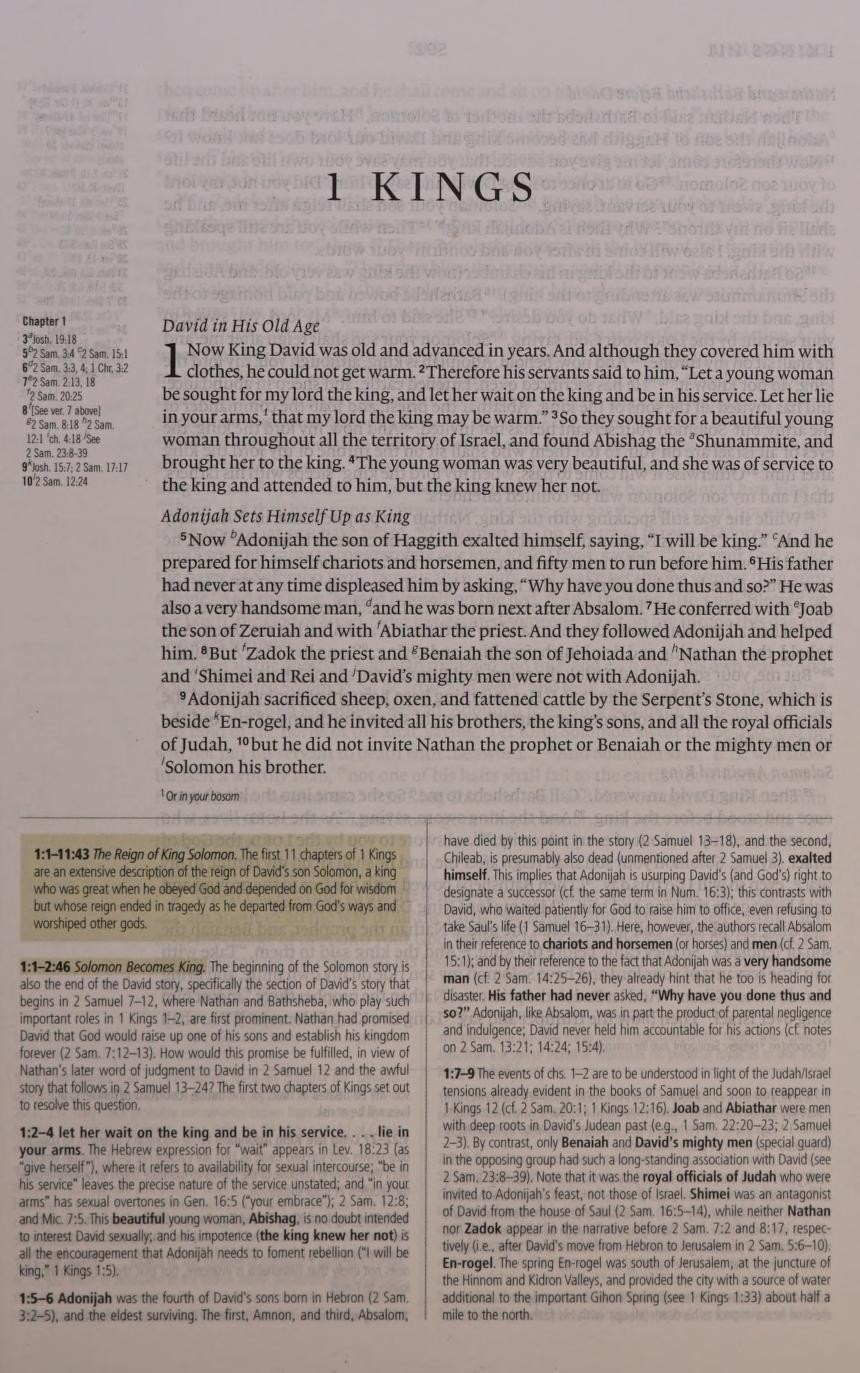 1 KINGS
Chapter 1
3 a Josh. 19:18
5 b 2 Sam. 3:4 c 2 Sam. 15:1
6 d 2 Sam. 3:3, 4; 1 Chr. 3:2
7 e 2 Sam. 2:13, 18
f 2 Sam. 20:25
8 f [See ver. 7 above]
g 2 Sam. 8:18 h 2 Sam.
12:1 i ch. 4:18 j See
2 Sam. 23:8-39
9 k Josh. 15:7; 2 Sam. 17:17
10 l 2 Sam. 12:24
David in His Old Age
1 Now King David was old and advanced in years. And although they covered him with
clothes, he could not get warm. 2 Therefore his servants said to him, “Let a young woman
be sought for my lord the king, and let her wait on the king and be in his service. Let her lie
in your arms,1 that my lord the king may be warm.” 3 So they sought for a beautiful young
woman throughout all the territory of Israel, and found Abishag the a Shunammite, and
brought her to the king. 4 The young woman was very beautiful, and she was of service to
the king and attended to him, but the king knew her not.
Adonijah Sets Himself Up as King
5 Now b Adonijah the son of Haggith exalted himself, saying, “I will be king.” c And he
prepared for himself chariots and horsemen, and fifty men to run before him. 6 His father
had never at any time displeased him by asking, “Why have you done thus and so?” He was
also a very handsome man, d and he was born next after Absalom. 7 He conferred with e Joab
the son of Zeruiah and with f Abiathar the priest. And they followed Adonijah and helped
him. 8 But f Zadok the priest and g Benaiah the son of Jehoiada and h Nathan the prophet
and i Shimei and Rei and j David’s mighty men were not with Adonijah.
9 Adonijah sacrificed sheep, oxen, and fattened cattle by the Serpent’s Stone, which is
beside k En-rogel, and he invited all his brothers, the king’s sons, and all the royal officials
of Judah, 10 but he did not invite Nathan the prophet or Benaiah or the mighty men or
l Solomon his brother.
1 Or in your bosom
1:1–11:43 The Reign of King Solomon. The first 11 chapters of 1 Kings
are an extensive description of the reign of David’s son Solomon, a king
who was great when he obeyed God and depended on God for wisdom
but whose reign ended in tragedy as he departed from God’s ways and
worshiped other gods.
1:1–2:46 Solomon Becomes King. The beginning of the Solomon story is
also the end of the David story, specifically the section of David’s story that
begins in 2 Samuel 7–12, where Nathan and Bathsheba, who play such
important roles in 1 Kings 1–2, are first prominent. Nathan had promised
David that God would raise up one of his sons and establish his kingdom
forever (2 Sam. 7:12–13). How would this promise be fulfilled, in view of
Nathan’s later word of judgment to David in 2 Samuel 12 and the awful
story that follows in 2 Samuel 13–24? The first two chapters of Kings set out
to resolve this question.
1:2–4 let her wait on the king and be in his service. . . . lie in
your arms. The Hebrew expression for “wait” appears in Lev. 18:23 (as
“give herself”), where it refers to availability for sexual intercourse; “be in
his service” leaves the precise nature of the service unstated; and “in your
arms” has sexual overtones in Gen. 16:5 (“your embrace”); 2 Sam. 12:8;
and Mic. 7:5. This beautiful young woman, Abishag, is no doubt intended
to interest David sexually; and his impotence (the king knew her not) is
all the encouragement that Adonijah needs to foment rebellion (“I will be
king,” 1 Kings 1:5).
1:5–6 Adonijah was the fourth of David’s sons born in Hebron (2 Sam.
3:2–5), and the eldest surviving. The first, Amnon, and third, Absalom,
have died by this point in the story (2 Samuel 13–18), and the second,
Chileab, is presumably also dead (unmentioned after 2 Samuel 3). exalted
himself. This implies that Adonijah is usurping David’s (and God’s) right to
designate a successor (cf. the same term in Num. 16:3); this contrasts with
David, who waited patiently for God to raise him to office, even refusing to
take Saul’s life (1 Samuel 16–31). Here, however, the authors recall Absalom
in their reference to chariots and horsemen (or horses) and men (cf. 2 Sam.
15:1); and by their reference to the fact that Adonijah was a very handsome
man (cf. 2 Sam. 14:25–26), they already hint that he too is heading for
disaster. His father had never asked, “Why have you done thus and
so?” Adonijah, like Absalom, was in part the product of parental negligence
and indulgence; David never held him accountable for his actions (cf. notes
on 2 Sam. 13:21; 14:24; 15:4).
1:7–9 The events of chs. 1–2 are to be understood in light of the Judah/Israel
tensions already evident in the books of Samuel and soon to reappear in
1 Kings 12 (cf. 2 Sam. 20:1; 1 Kings 12:16). Joab and Abiathar were men
with deep roots in David’s Judean past (e.g., 1 Sam. 22:20–23; 2 Samuel
2–3). By contrast, only Benaiah and David’s mighty men (special guard)
in the opposing group had such a long-standing association with David (see
2 Sam. 23:8–39). Note that it was the royal officials of Judah who were
invited to Adonijah’s feast, not those of Israel. Shimei was an antagonist
of David from the house of Saul (2 Sam. 16:5–14), while neither Nathan
nor Zadok appear in the narrative before 2 Sam. 7:2 and 8:17, respec-
tively (i.e., after David’s move from Hebron to Jerusalem in 2 Sam. 5:6–10).
En-rogel. The spring En-rogel was south of Jerusalem, at the juncture of
the Hinnom and Kidron Valleys, and provided the city with a source of water
additional to the important Gihon Spring (see 1 Kings 1:33) about half a
mile to the north.